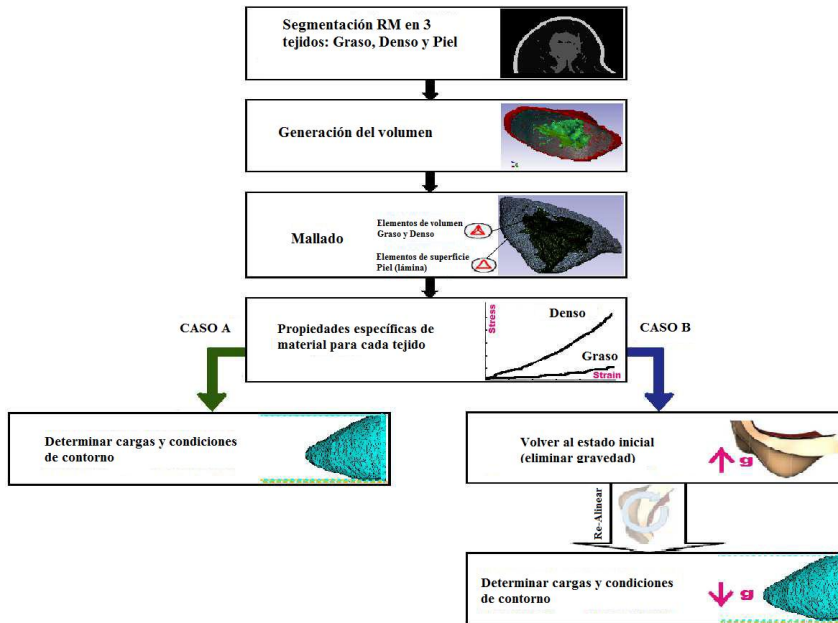 Segmentación RM en 3
tejidos: Graso, Denso y Piel
Generación del volumen
Mallado
Elementos de volumen
Graso y Denso
Elementos de superficie
Piel (lámina)
CASO A
Propiedades específicas de
material para cada tejido
Stress
Denso
Graso
Strain
CASO B
Determinar cargas y condiciones
de contorno
Volver al estado inicial
(eliminar gravedad)
g
Re-Alinear
Determinar cargas y condiciones
de contorno
g